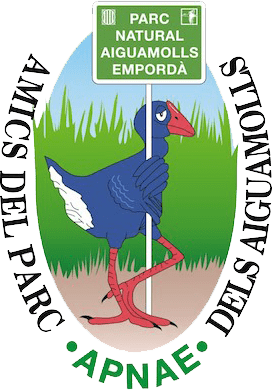 PARC
NATURAL
AIGUAMOLLS
EMPORDÀ
AMICS DEL PARC
DELS AIGUAMOLLS
•APNAE•